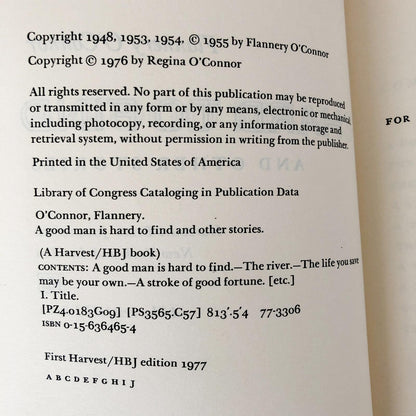 Copyright 1948, 1953, 1954, © 1955 by Flannery O'Connor
Copyright © 1976 by Regina O'Connor
All rights reserved. No part of this publication may be reproduced
or transmitted in any form or by any means, electronic or mechanical
including photocopy, recording, or any information storage and
retrieval system, without permission in writing from the publisher.
Printed in the United States of America
Library of Congress Cataloging in Publication Data
O'Connor, Flannery.
A good man is hard to find and other stories.
(A Harvest/HBJ book)
CONTENTS: A good man is hard to find.—The river.—The life you save
may be your own.—A stroke of good fortune. [etc.]
I. Title.
[PZ4.O183Go9] [PS3565.C57] 813'.5'4 77-3306
ISBN 0-15-636465-4
First Harvest/HBJ edition 1977
A B C D E F G H I J
FOR